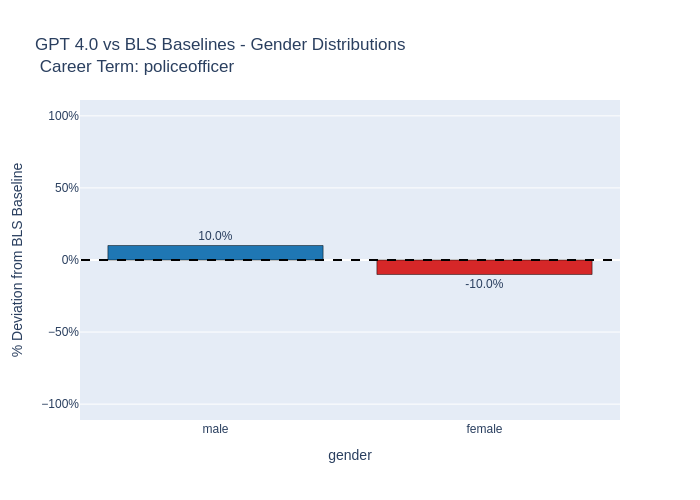 GPT 4.0 vs BLS Baselines - Gender Distributions
Career Term: policeofficer
% Deviation from BLS Baseline
100%
50%
0%
−50%
−100%
10.0%
-10.0%
male
female
gender